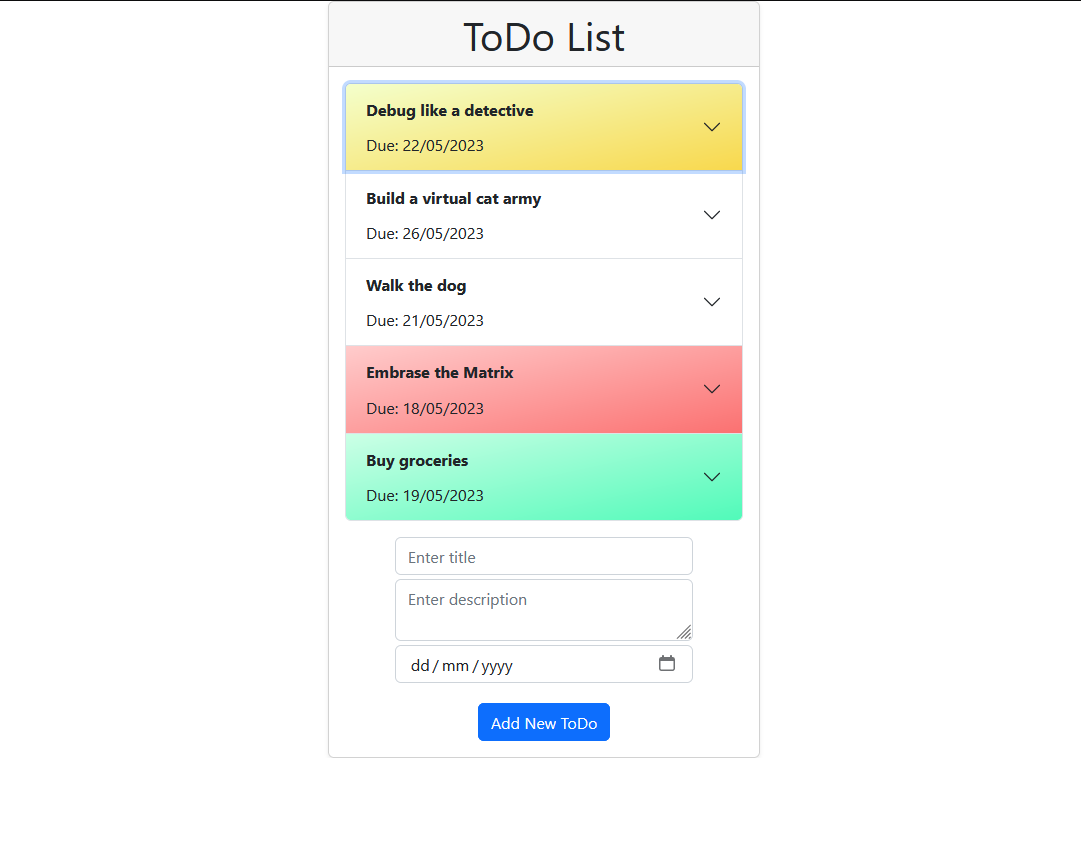 ToDo List
Debug like a detective
Due: 22/05/2023
Build a virtual cat army
Due: 26/05/2023
Walk the dog
Due: 21/05/2023
Embrase the Matrix
Due: 18/05/2023
Buy groceries
Due: 19/05/2023
Enter title
Enter description
dd/mm/yyyy
Add New ToDo